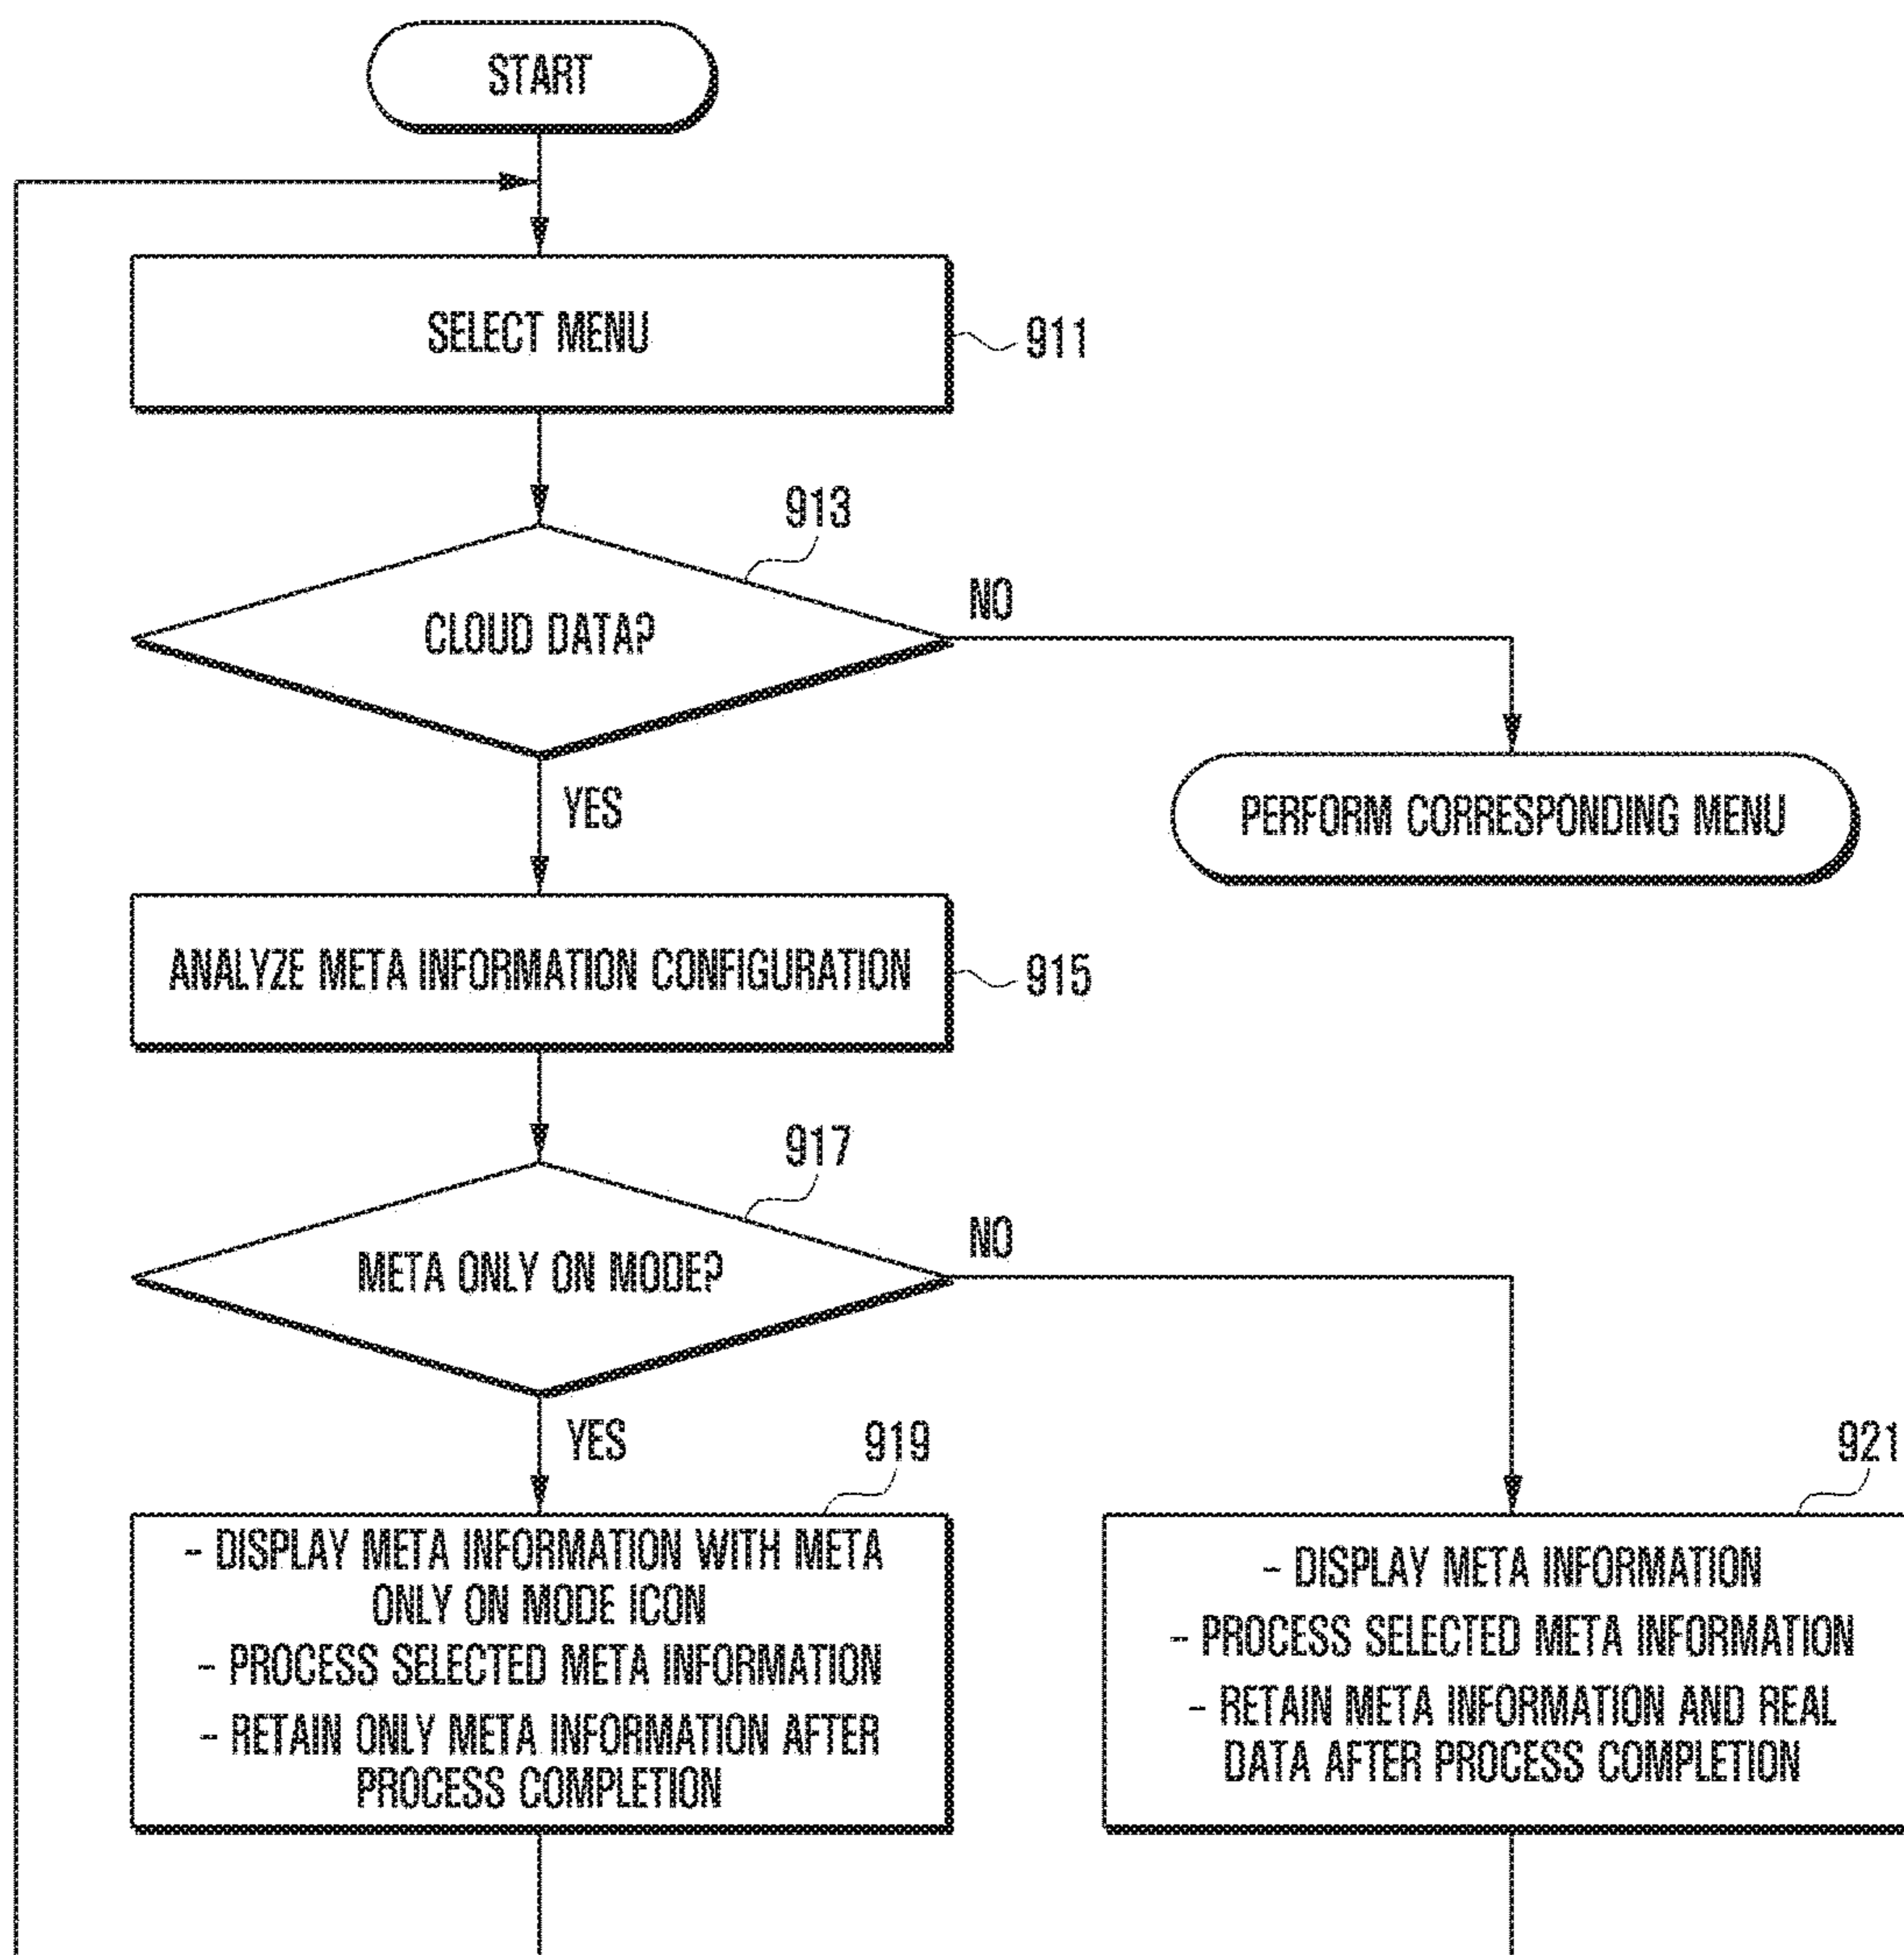 START
SELECT MENU
911
913
CLOUD DATA?
NO
YES
PERFORM CORRESPONDING MENU
ANALYZE META INFORMATION CONFIGURATION
915
917
META ONLY ON MODE?
NO
YES
919
- DISPLAY META INFORMATION WITH META
ONLY ON MODE ICON
- PROCESS SELECTED META INFORMATION
- RETAIN ONLY META INFORMATION AFTER
PROCESS COMPLETION
921
- DISPLAY META INFORMATION
- PROCESS SELECTED META INFORMATION
- RETAIN META INFORMATION AND REAL
DATA AFTER PROCESS COMPLETION